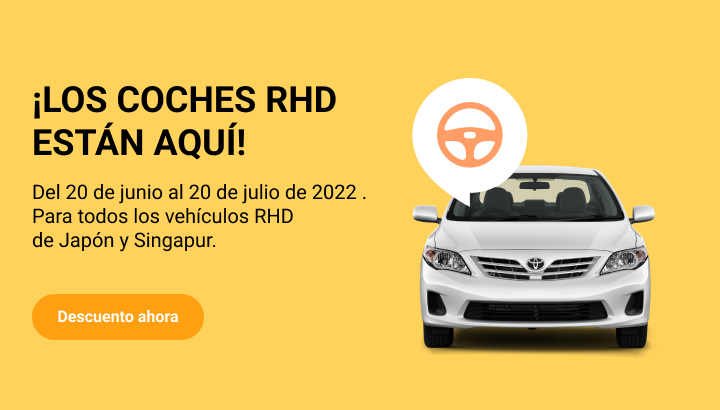 ¡LOS COCHES RHD
ESTÁN AQUÍ!
Del 20 de junio al 20 de julio de 2022 .
Para todos los vehículos RHD
de Japón y Singapur.
Descuento ahora